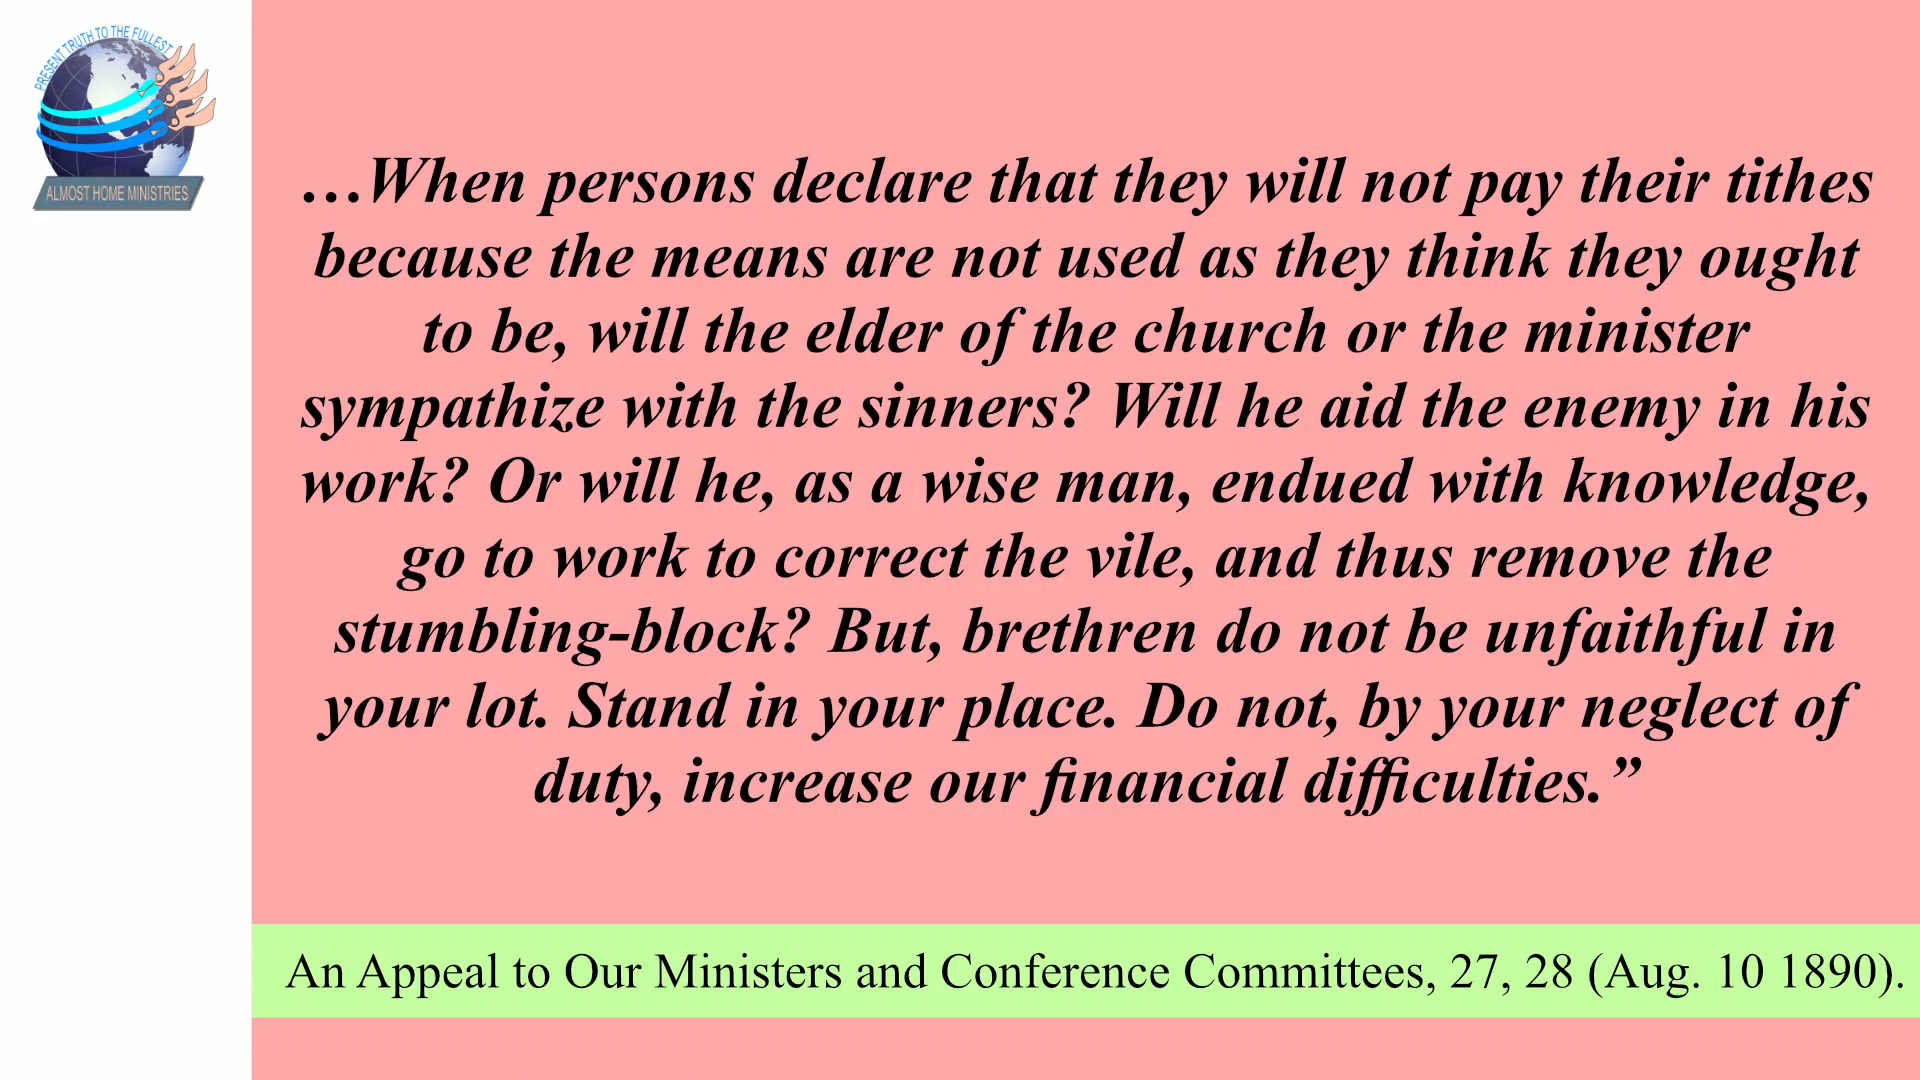 PRESENT TRUTH TO THE FULLEST
ALMOST HOME MINISTRIES
…When persons declare that they will not pay their tithes
because the means are not used as they think they ought
to be, will the elder of the church or the minister
sympathize with the sinners? Will he aid the enemy in his
work? Or will he, as a wise man, endued with knowledge,
go to work to correct the vile, and thus remove the
stumbling-block? But, brethren do not be unfaithful in
your lot. Stand in your place. Do not, by your neglect of
duty, increase our financial difficulties.”
An Appeal to Our Ministers and Conference Committees, 27, 28 (Aug. 10 1890).